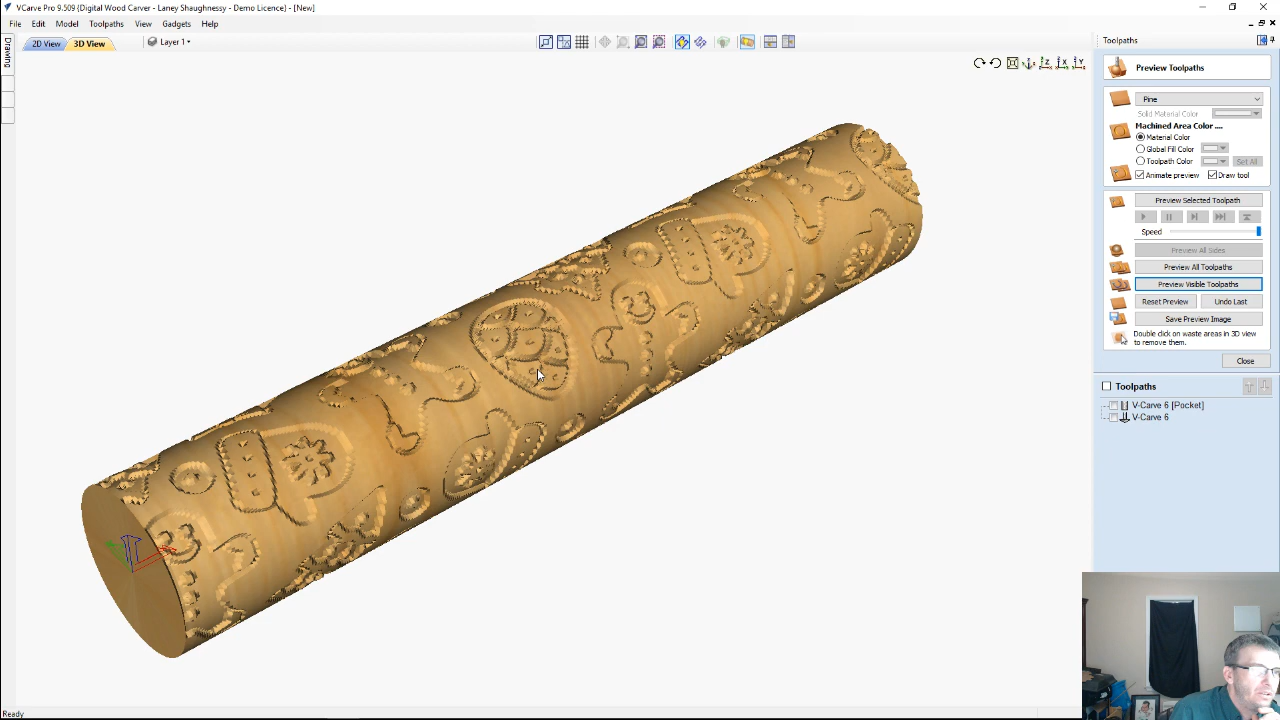 VCarve Pro 9.509 {Digital Wood Carver - Laney Shaughnessy - Demo Licence} - [New]
File Edit Model Toolpaths View Gadgets Help
Drawing
2D View 3D View Layer 1
Toolpaths
Preview Toolpaths
Pine
Solid Material Color
Machined Area Color ....
Material Color
Global Fill Color
Toolpath Color Set All
Animate preview Draw tool
Preview Selected Toolpath
Speed
Preview All Sides
Preview All Toolpaths
Preview Visible Toolpaths
Reset Preview Undo Last
Save Preview Image
Double click on waste areas in 3D view
to remove them.
Close
Toolpaths
V-Carve 6 [Pocket]
V-Carve 6
Ready